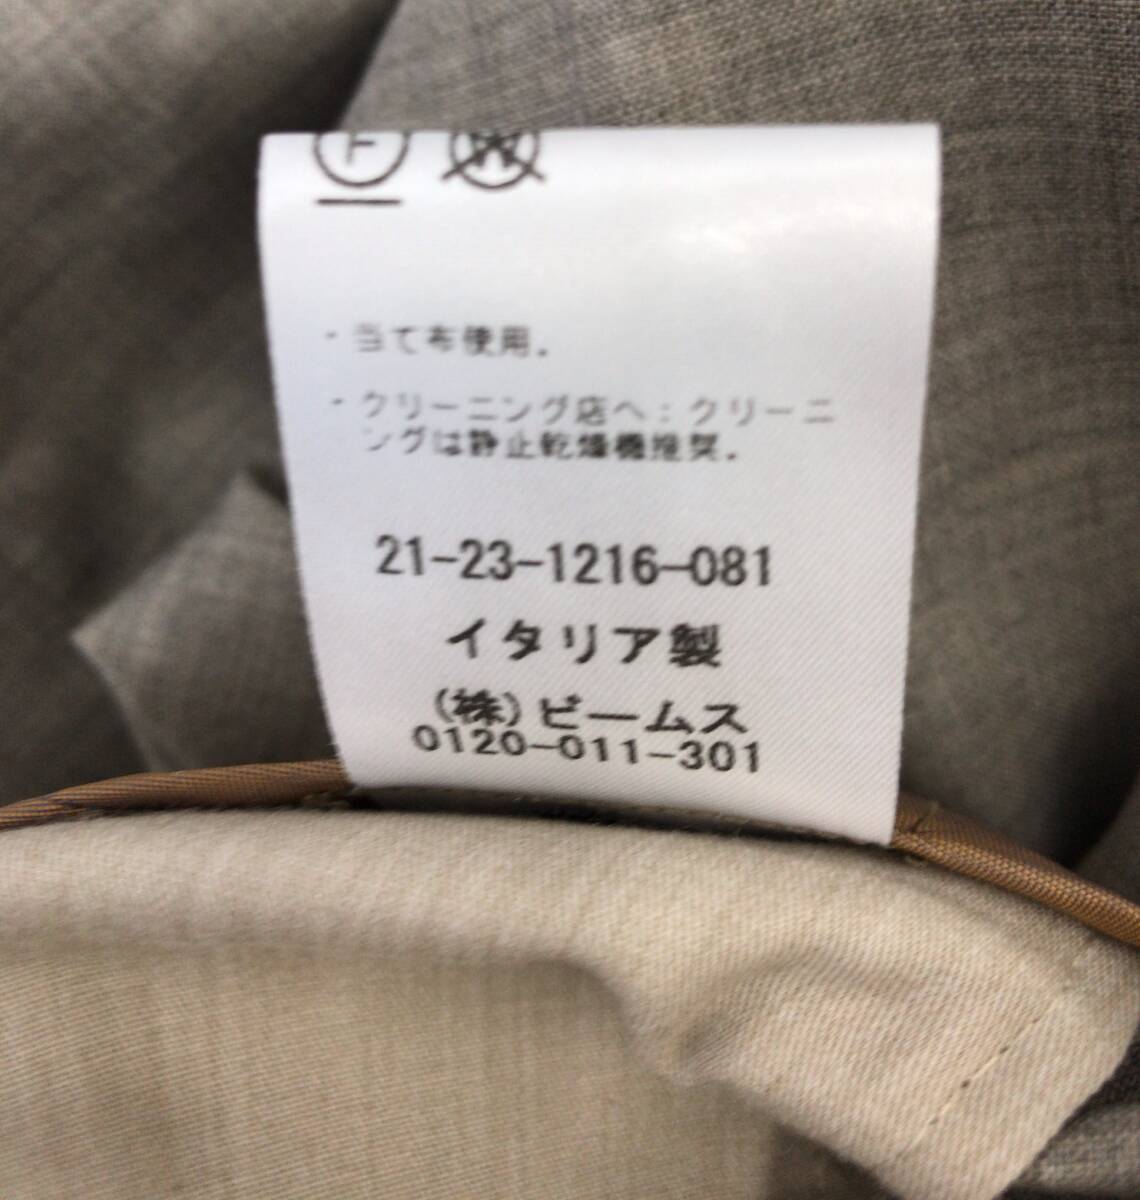 F W
・当て布使用.
・クリーニング店へ：クリーニ
ングは静止乾燥機推奨.
21-23-1216-081
イタリア製
(株)ビームス
0120-011-301